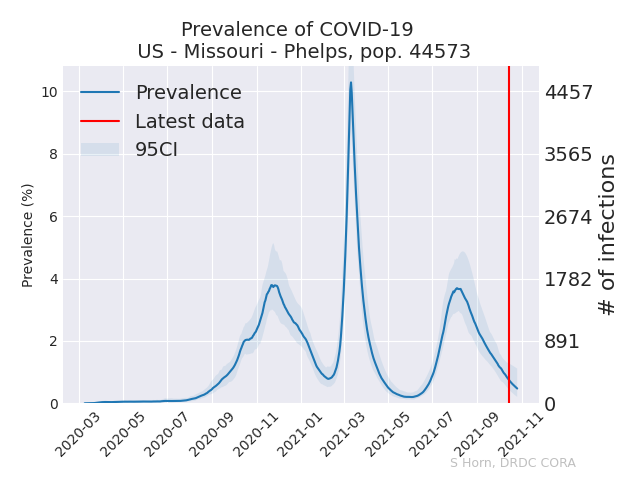 Prevalence of COVID-19
US - Missouri - Phelps, pop. 44573
Prevalence
Latest data
95CI
Prevalence (%)
10
8
6
4
2
0
4457
3565
2674
1782
891
0
# of infections
2020-03
2020-05
2020-07
2020-09
2020-11
2021-01
2021-03
2021-05
2021-07
2021-09
2021-11
S Horn, DRDC CORA